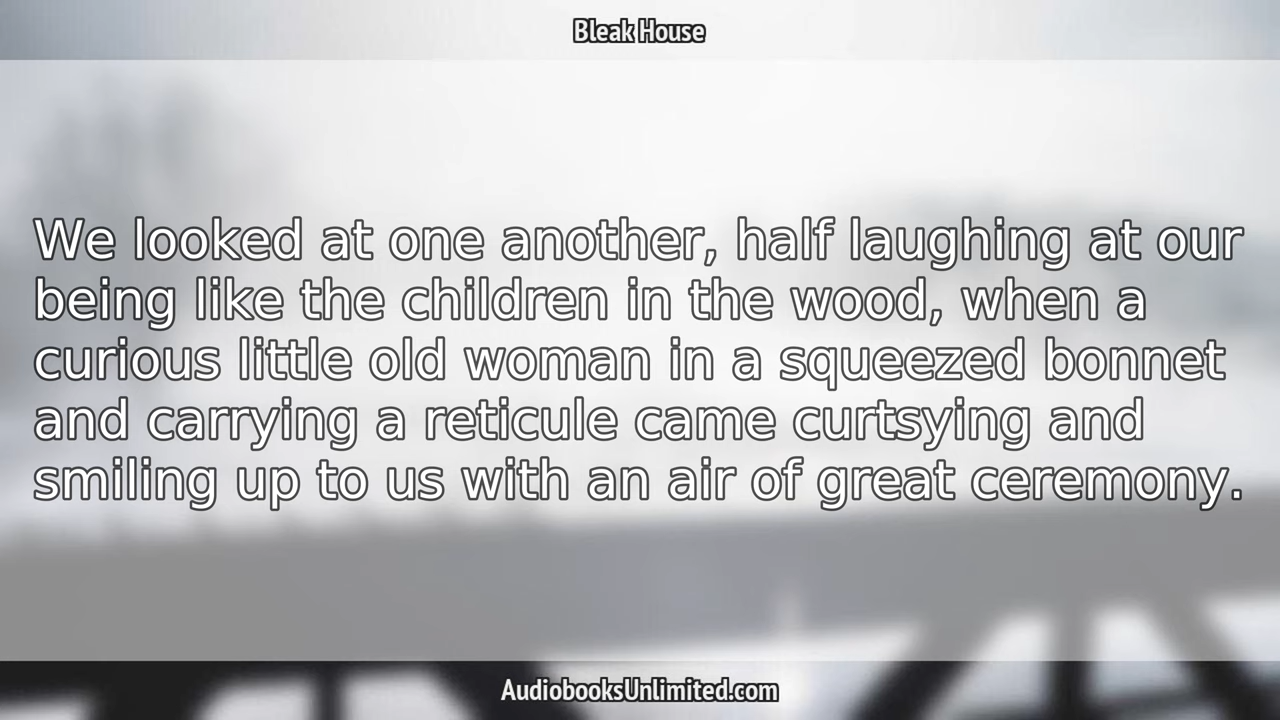 Bleak House
We looked at one another, half laughing at our
being like the children in the wood, when a
curious little old woman in a squeezed bonnet
and carrying a reticule came curtsying and
smiling up to us with an air of great ceremony.
AudiobooksUnlimited.com